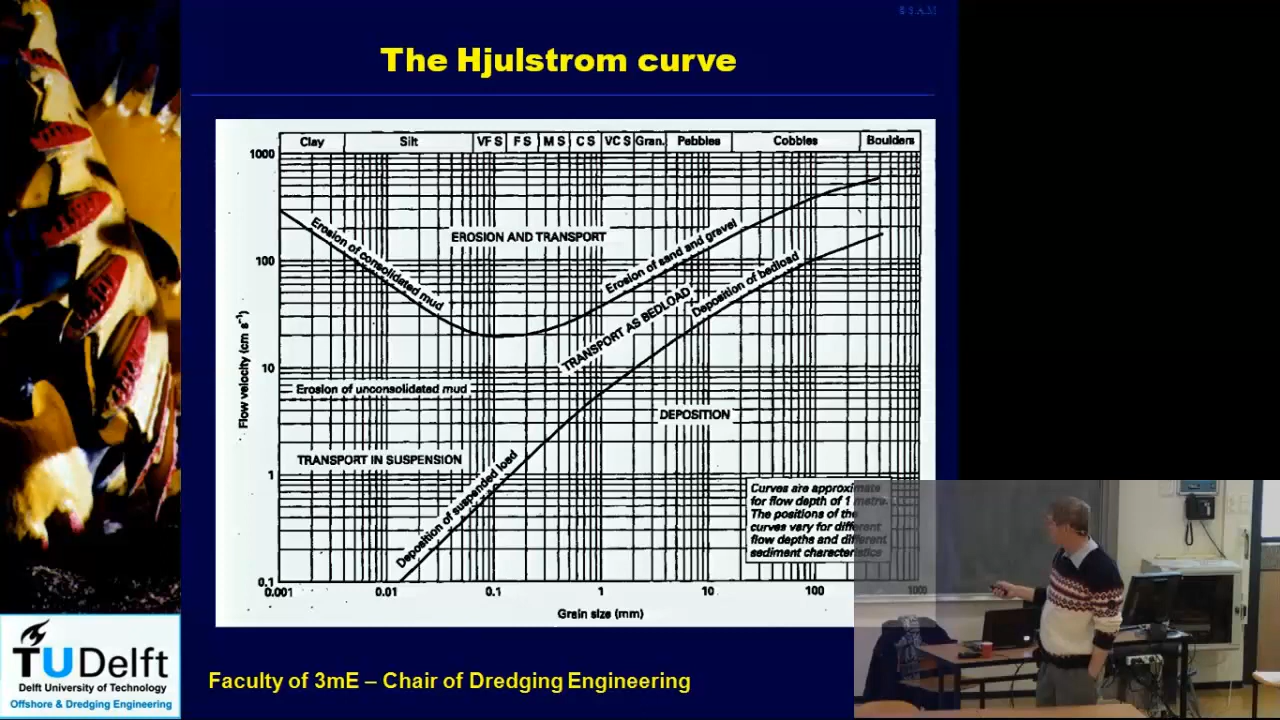 © S.A.M
The Hjulstrom curve
Clay Silt VF S F S M S C S VC S Gran. Pebbles Cobbles Boulders
1000
100
10
1
0.1
Flow velocity (cm s⁻¹)
Erosion of consolidated mud
EROSION AND TRANSPORT
Erosion of sand and gravel
TRANSPORT AS BEDLOAD
Deposition of bedload
Erosion of unconsolidated mud
DEPOSITION
TRANSPORT IN SUSPENSION
Deposition of suspended load
Curves are approximate
for flow depth of 1 metre.
The positions of the
curves vary for different
flow depths and different
sediment characteristics
0.001 0.01 0.1 1 10 100 1000
Grain size (mm)
TU Delft
Delft University of Technology
Offshore & Dredging Engineering
Faculty of 3mE – Chair of Dredging Engineering